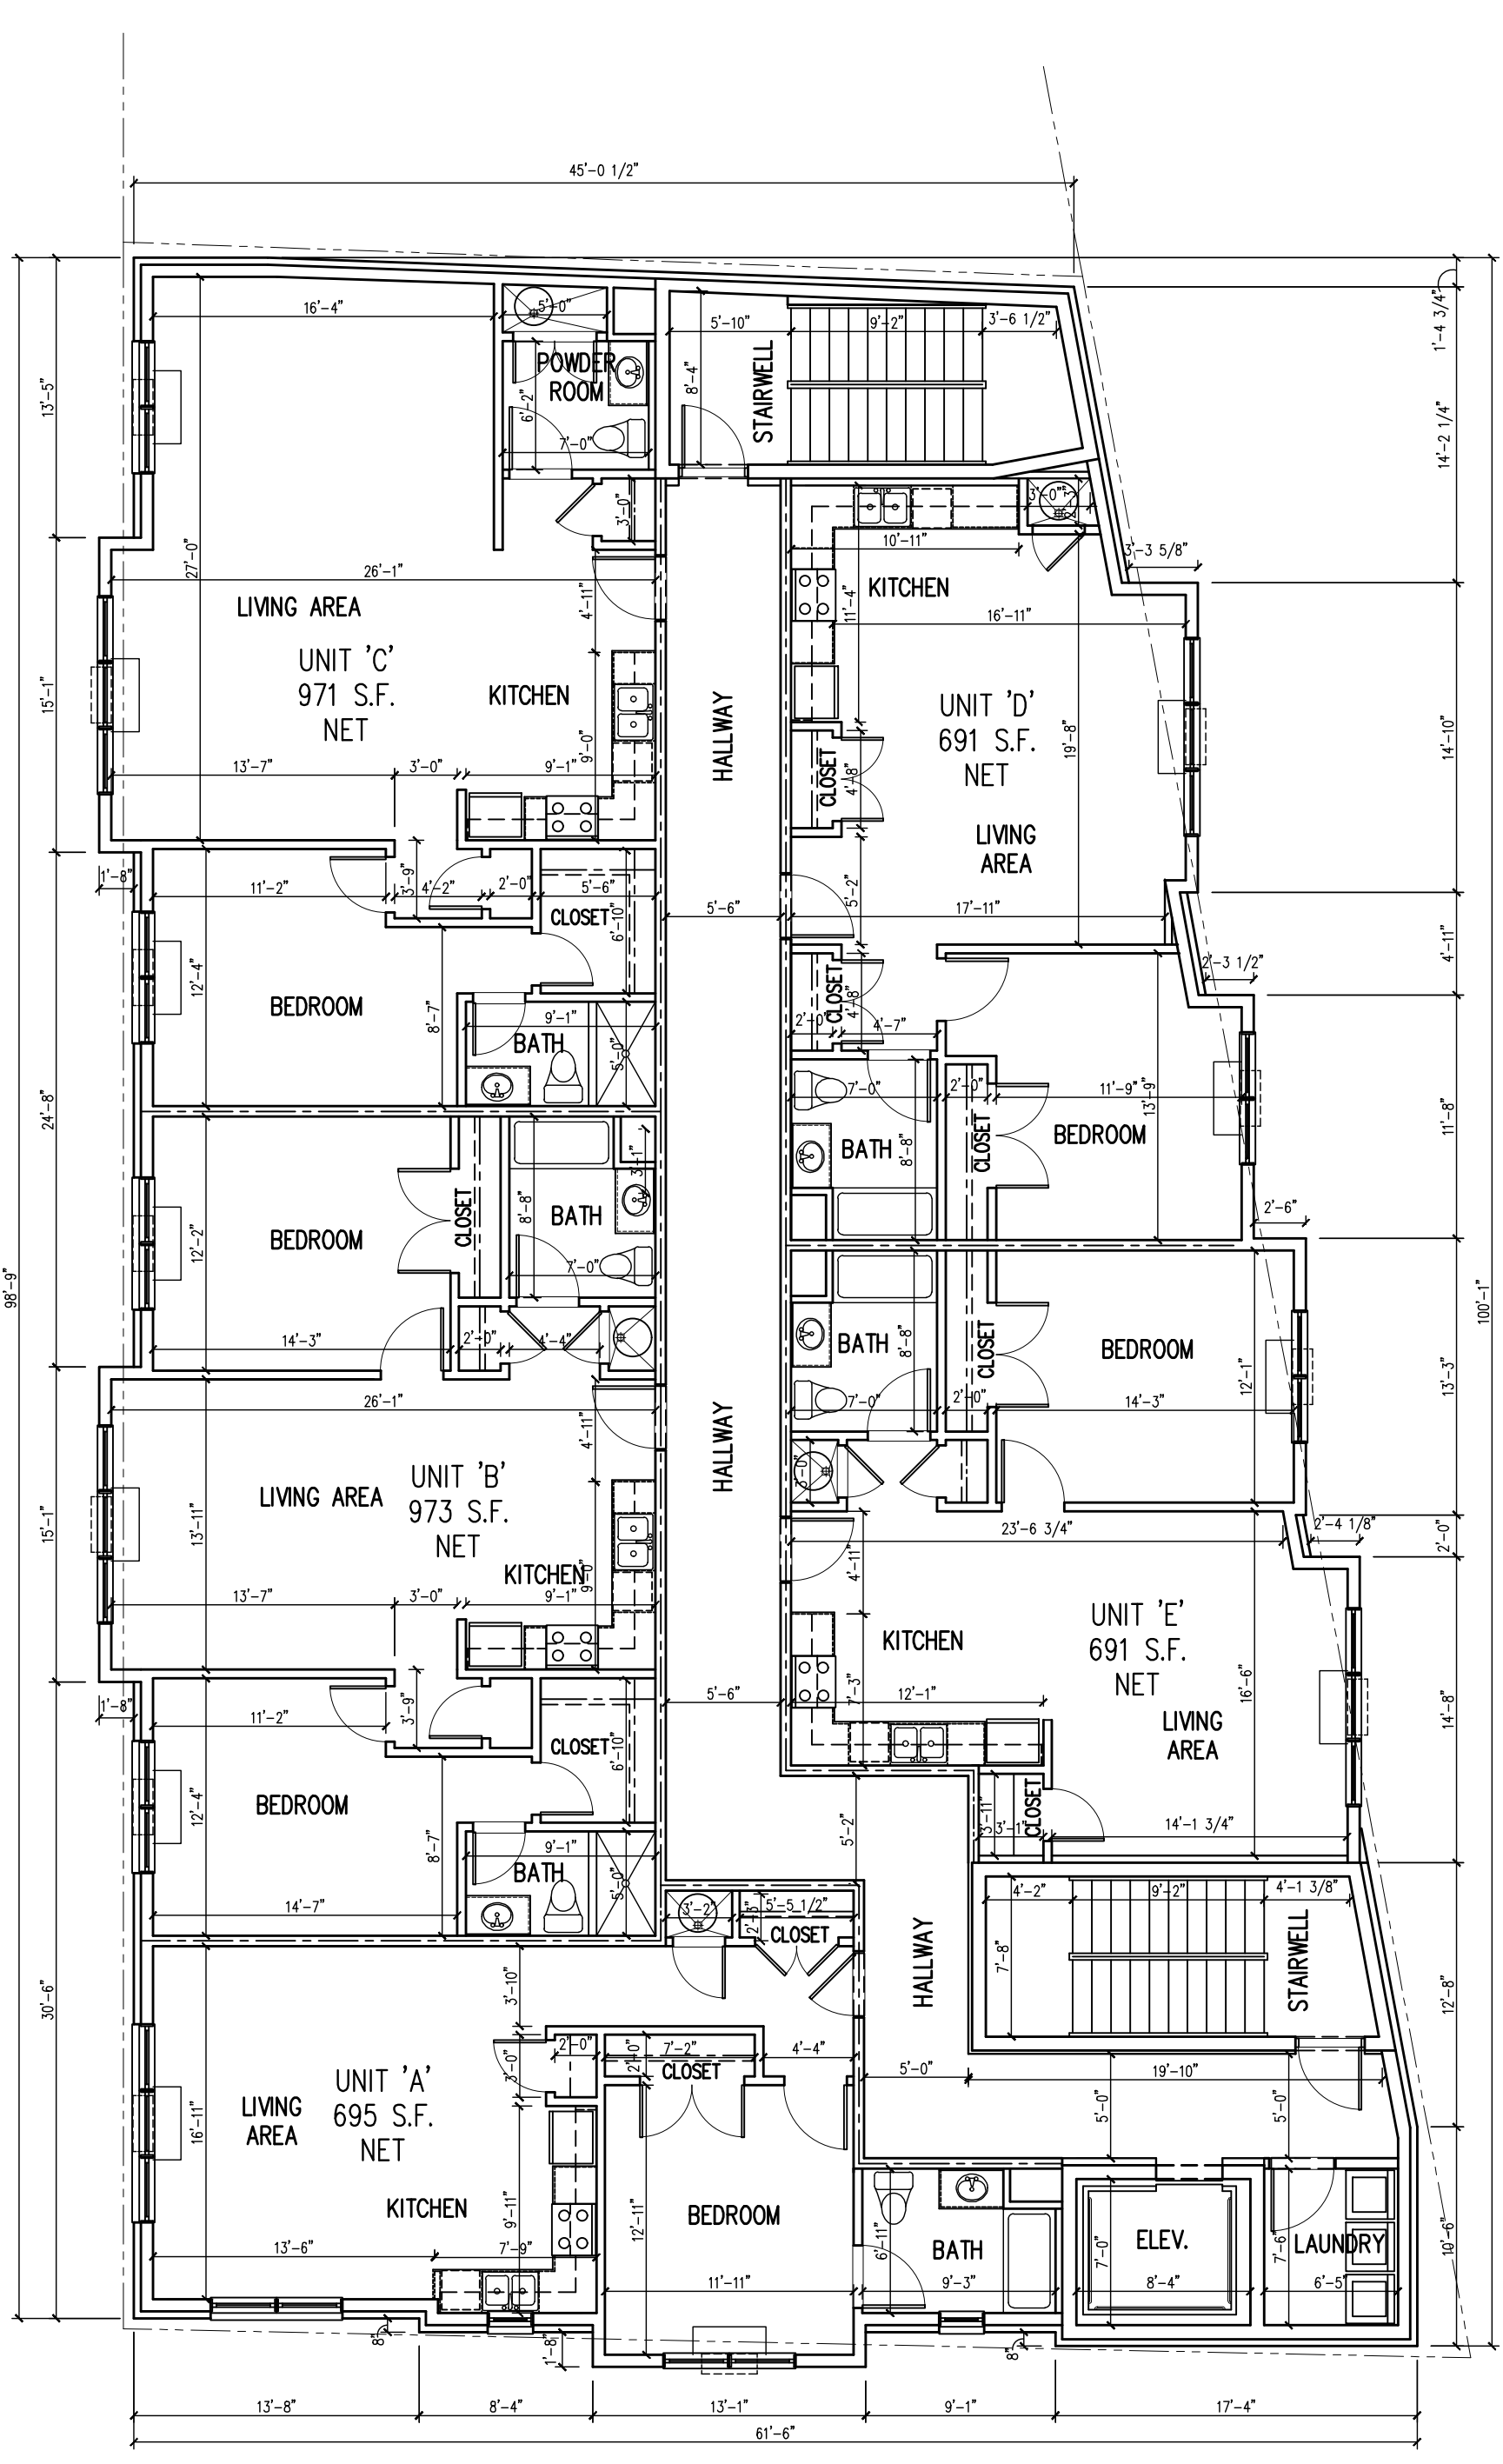 45'-0 1/2"
16'-4"
5'-0"
5'-10"
9'-2"
3'-6 1/2"
1'-4 3/4"
POWDER
ROOM
6'-2"
7'-0"
8'-4"
STAIRWELL
13'-5"
14'-2 1/4"
3'-0"
3'-0"
10'-11"
3'-3 5/8"
27'-0"
26'-1"
4'-11"
LIVING AREA
UNIT 'C'
971 S.F.
NET
KITCHEN
9'-0"
13'-7"
3'-0"
9'-1"
15'-1"
HALLWAY
KITCHEN
11'-4"
16'-11"
UNIT 'D'
691 S.F.
NET
19'-8"
14'-10"
CLOSET
4'-8"
LIVING
AREA
5'-2"
17'-11"
5'-6"
1'-8"
11'-2"
3'-9"
4'-2"
2'-0"
5'-6"
CLOSET
6'-10"
12'-4"
BEDROOM
8'-7"
9'-1"
BATH
5'-0"
4'-11"
2'-3 1/2"
CLOSET
4'-8"
2'-0"
4'-7"
7'-0"
2'-0"
11'-9"
13'-9"
BATH
8'-8"
CLOSET
BEDROOM
11'-8"
24'-8"
2'-6"
BEDROOM
12'-2"
CLOSET
8'-8"
BATH
3'-1"
7'-0"
14'-3"
2'-0"
4'-4"
98'-9"
100'-1"
BATH
8'-8"
CLOSET
BEDROOM
12'-1"
7'-0"
2'-0"
14'-3"
13'-3"
26'-1"
4'-11"
HALLWAY
LIVING AREA
13'-11"
UNIT 'B'
973 S.F.
NET
KITCHEN
9'-0"
13'-7"
3'-0"
9'-1"
15'-1"
23'-6 3/4"
2'-4 1/8"
2'-0"
4'-11"
UNIT 'E'
691 S.F.
NET
KITCHEN
7'-3"
12'-1"
16'-6"
LIVING
AREA
14'-8"
5'-6"
1'-8"
11'-2"
3'-9"
CLOSET
6'-10"
BEDROOM
12'-4"
8'-7"
9'-1"
BATH
5'-0"
14'-7"
5'-2"
3'-11"
3'-1"
CLOSET
14'-1 3/4"
3'-2"
2'-3"
5'-5 1/2"
CLOSET
HALLWAY
4'-2"
9'-2"
4'-1 3/8"
7'-8"
STAIRWELL
12'-8"
30'-6"
3'-10"
2'-0"
3'-0"
2'-0"
7'-2"
4'-4"
CLOSET
5'-0"
19'-10"
5'-0"
5'-0"
UNIT 'A'
695 S.F.
NET
LIVING
AREA
16'-11"
KITCHEN
9'-11"
13'-6"
7'-9"
12'-11"
BEDROOM
11'-11"
6'-11"
BATH
9'-3"
7'-0"
ELEV.
8'-4"
7'-6"
LAUNDRY
6'-5"
10'-6"
8"
1'-8"
8"
13'-8"
8'-4"
13'-1"
9'-1"
17'-4"
61'-6"